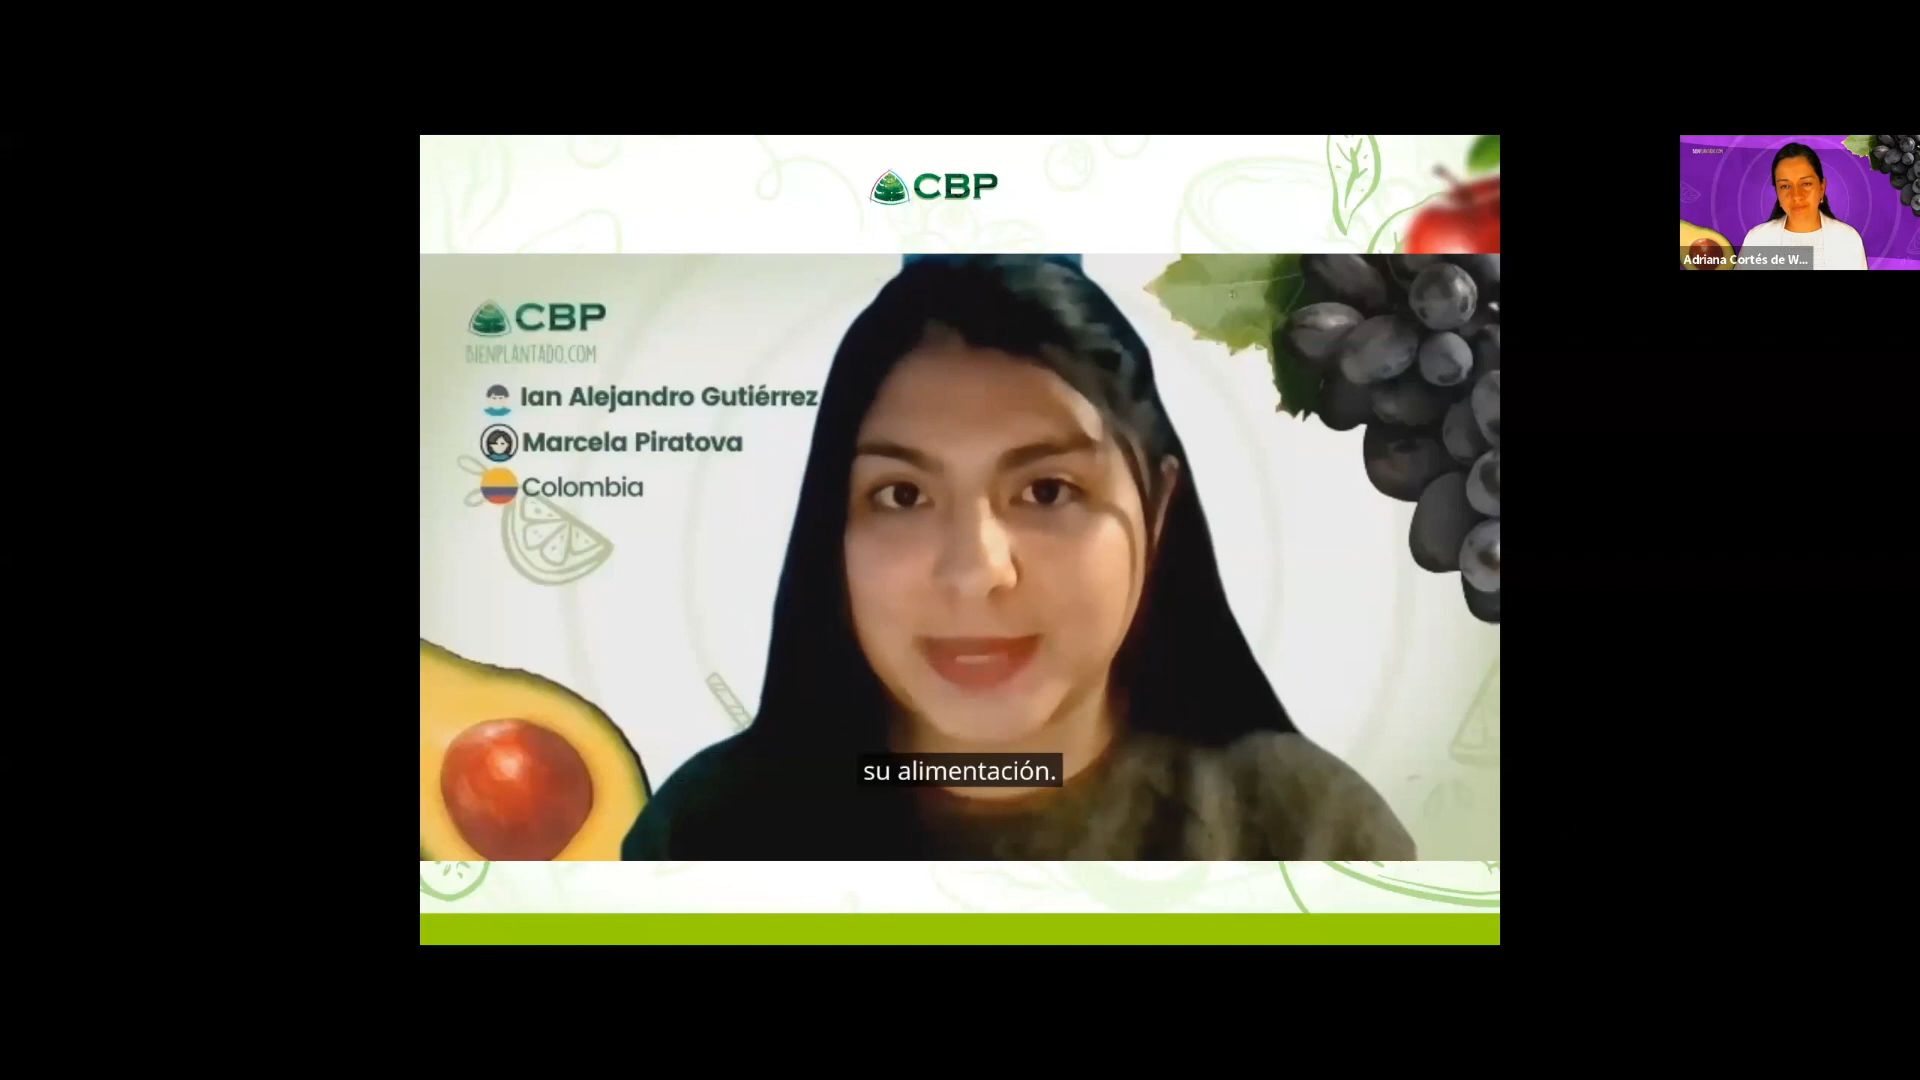 CBP
CBP
BIENPLANTADO.COM
Ian Alejandro Gutiérrez
Marcela Piratova
Colombia
su alimentación.
Adriana Cortés de W...